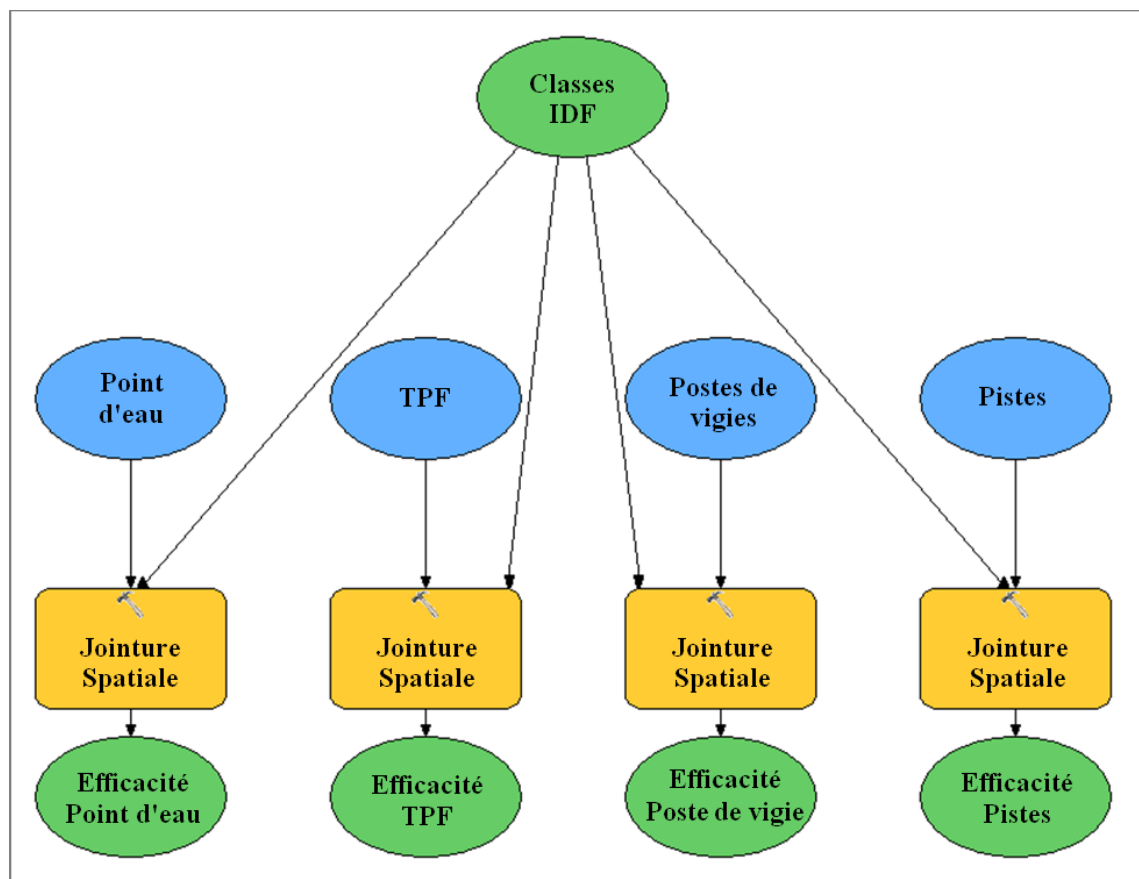 Classes
IDF
Point
d'eau
TPF
Postes de
vigies
Pistes
Jointure
Spatiale
Jointure
Spatiale
Jointure
Spatiale
Jointure
Spatiale
Efficacité
Point d'eau
Efficacité
TPF
Efficacité
Poste de vigie
Efficacité
Pistes